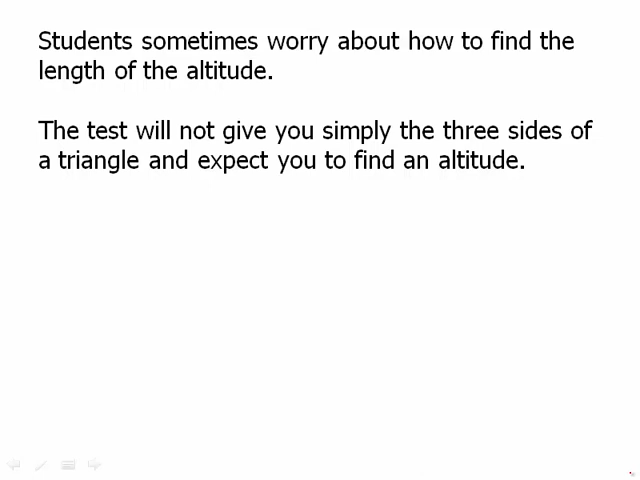 Students sometimes worry about how to find the
length of the altitude.
The test will not give you simply the three sides of
a triangle and expect you to find an altitude.